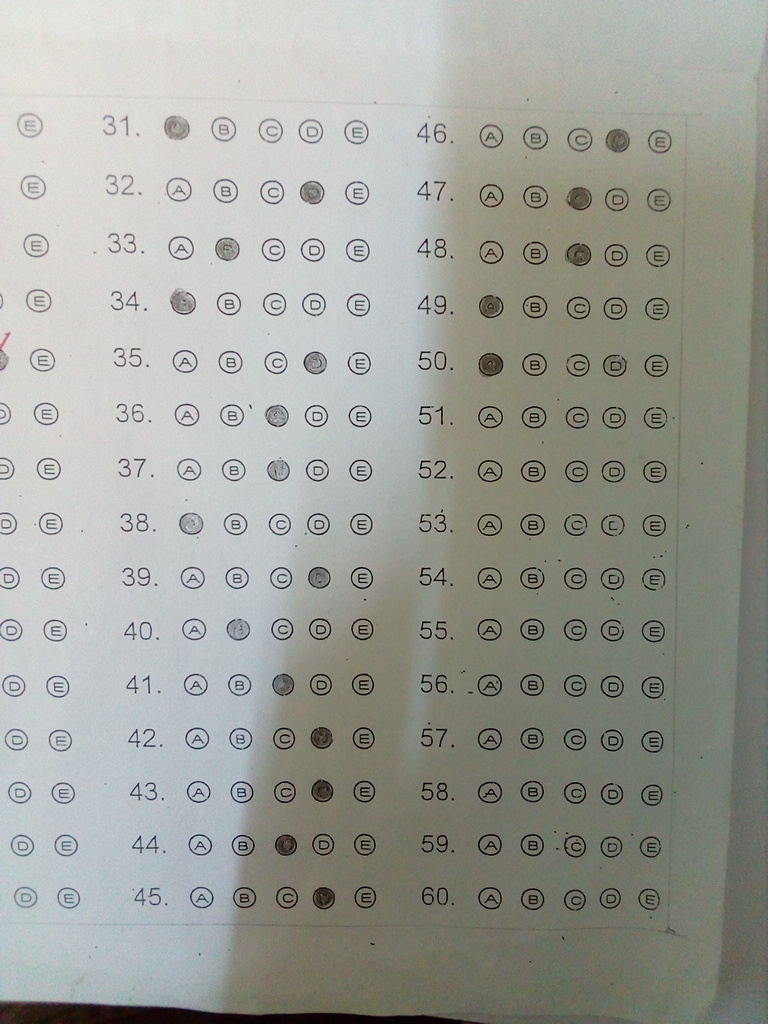 E 31. B C D E 46. A B C D E
E 32. A B C D E 47. A B D E
E 33. A B C D E 48. A B C D E
E 34. B C D E 49. a B C D E
E 35. A B C D E 50. a B C D E
D E 36. A B D E 51. A B C D E
D E 37. A B D E 52. A B C D E
D E 38. B C D E 53. A B C E
D E 39. A B C D E 54. A B C D E
D E 40. A B C D E 55. A B C D E
D E 41. A B D E 56. A B C D E
D E 42. A B C E 57. A B C D E
D E 43. A B C E 58. A B C D E
D E 44. A B D E 59. A B C D E
D E 45. A B C E 60. A B C D E